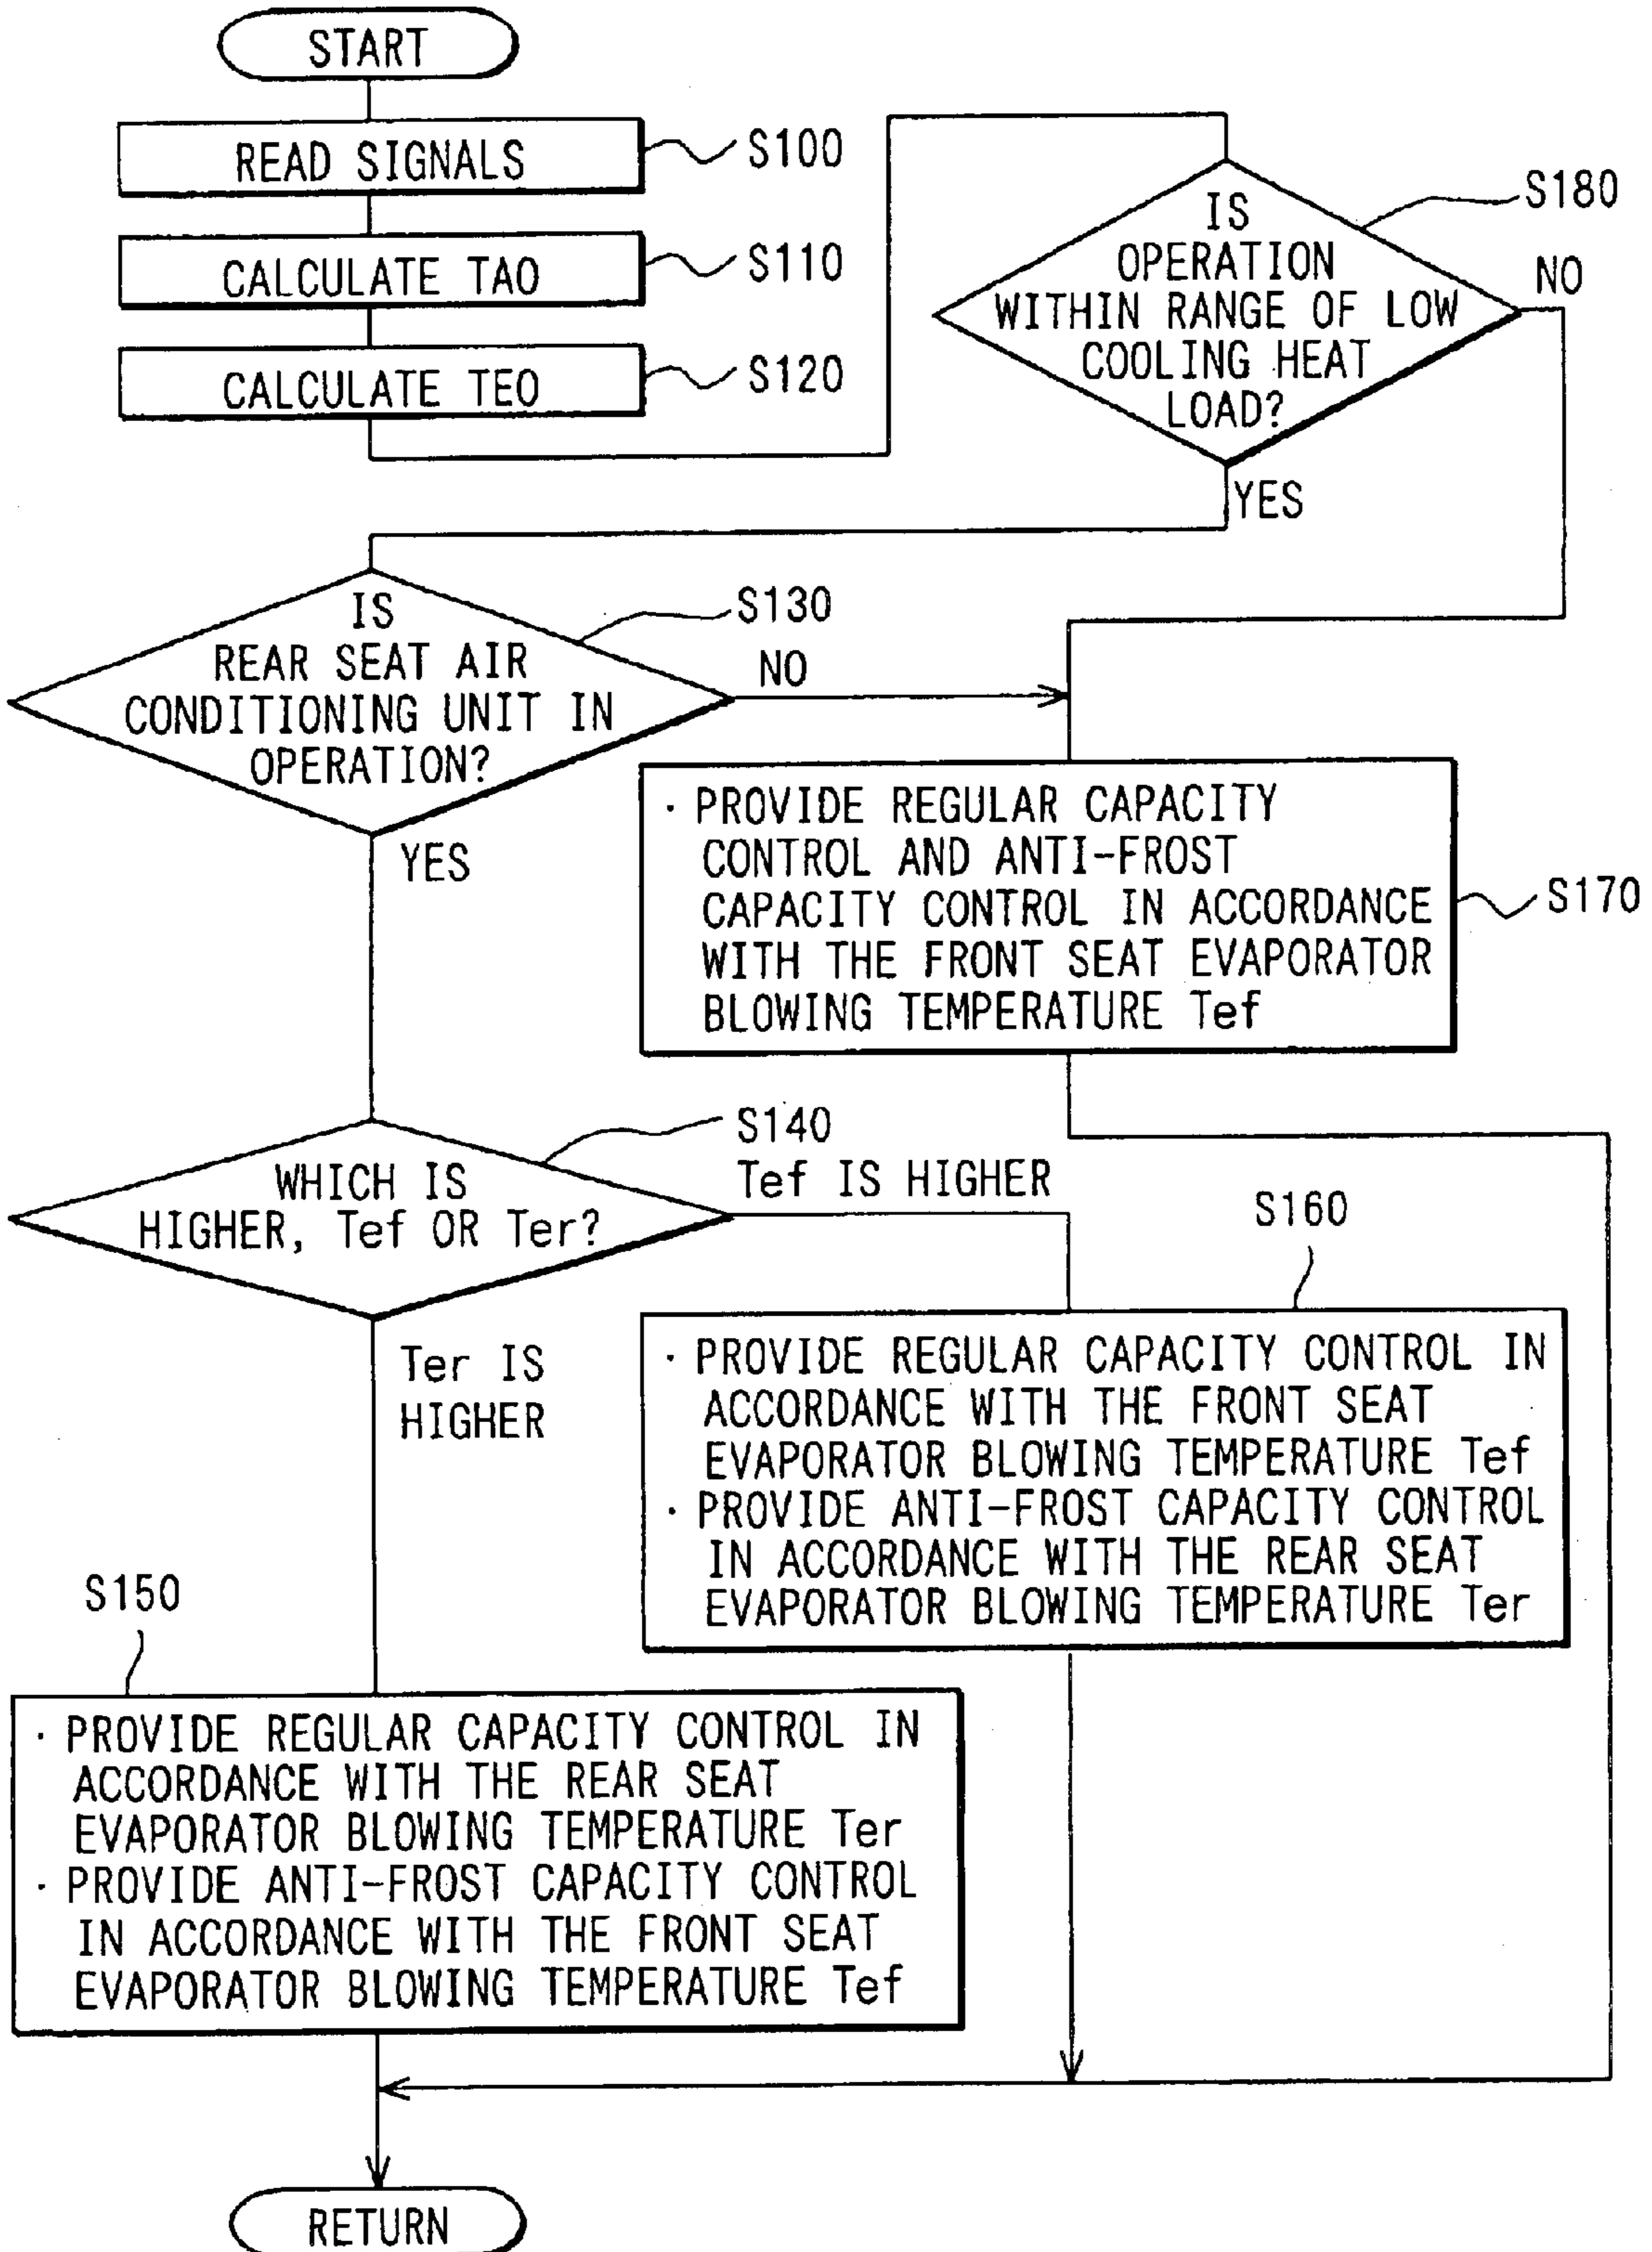 START
READ SIGNALS
S100
CALCULATE TAO
S110
CALCULATE TEO
S120
IS
OPERATION
WITHIN RANGE OF LOW
COOLING HEAT
LOAD?
S180
NO
YES
IS
REAR SEAT AIR
CONDITIONING UNIT IN
OPERATION?
S130
NO
YES
· PROVIDE REGULAR CAPACITY
CONTROL AND ANTI-FROST
CAPACITY CONTROL IN ACCORDANCE
WITH THE FRONT SEAT EVAPORATOR
BLOWING TEMPERATURE Tef
S170
WHICH IS
HIGHER, Tef OR Ter?
S140
Tef IS HIGHER
Ter IS
HIGHER
S160
· PROVIDE REGULAR CAPACITY CONTROL IN
ACCORDANCE WITH THE FRONT SEAT
EVAPORATOR BLOWING TEMPERATURE Tef
· PROVIDE ANTI-FROST CAPACITY CONTROL
IN ACCORDANCE WITH THE REAR SEAT
EVAPORATOR BLOWING TEMPERATURE Ter
S150
· PROVIDE REGULAR CAPACITY CONTROL IN
ACCORDANCE WITH THE REAR SEAT
EVAPORATOR BLOWING TEMPERATURE Ter
· PROVIDE ANTI-FROST CAPACITY CONTROL
IN ACCORDANCE WITH THE FRONT SEAT
EVAPORATOR BLOWING TEMPERATURE Tef
RETURN